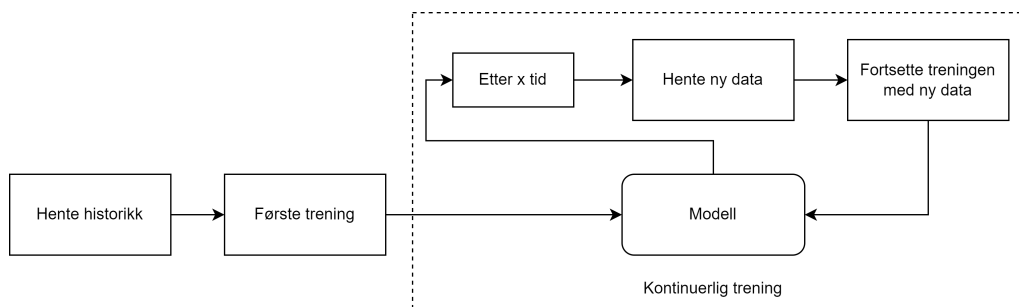 Etter x tid
Hente ny data
Fortsette treningen
med ny data
Hente historikk
Første trening
Modell
Kontinuerlig trening